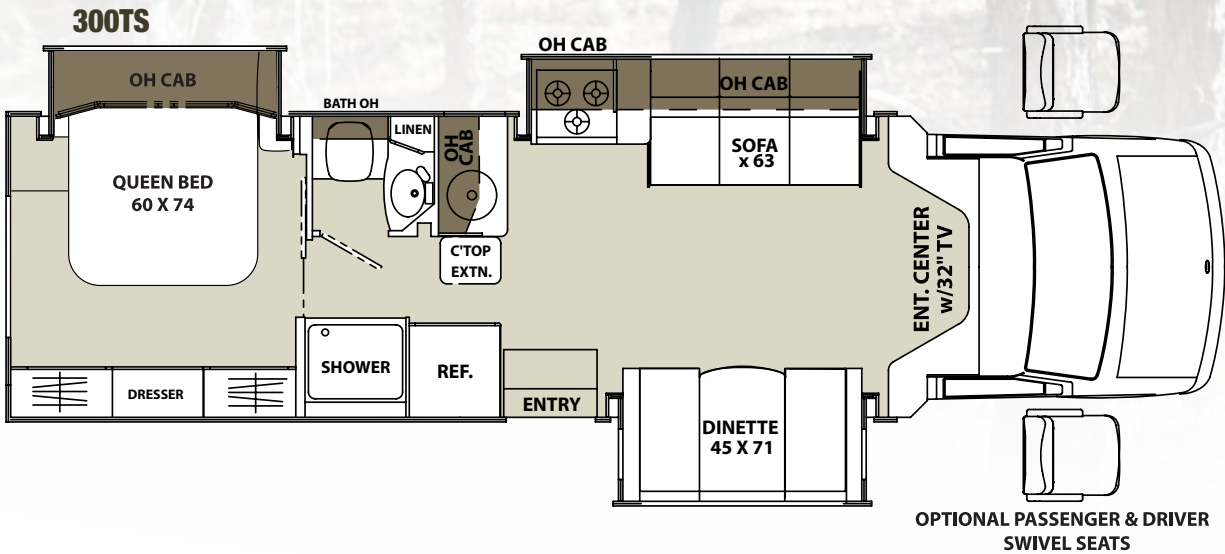 300TS
OH CAB
OH CAB
OH CAB
BATH OH
LINEN
OH
CAB
SOFA
x 63
QUEEN BED
60 X 74
C'TOP
EXTN.
ENT. CENTER
w/32" TV
SHOWER
REF.
DRESSER
ENTRY
DINETTE
45 X 71
OPTIONAL PASSENGER & DRIVER
SWIVEL SEATS